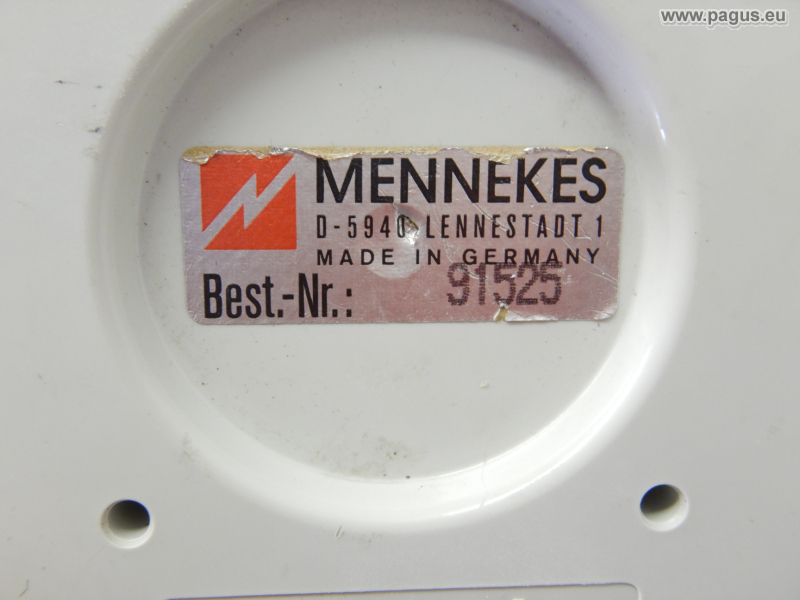 www.pagus.eu
MENNEKES
D-5940 LENNESTADT 1
MADE IN GERMANY
Best.-Nr.: 91525